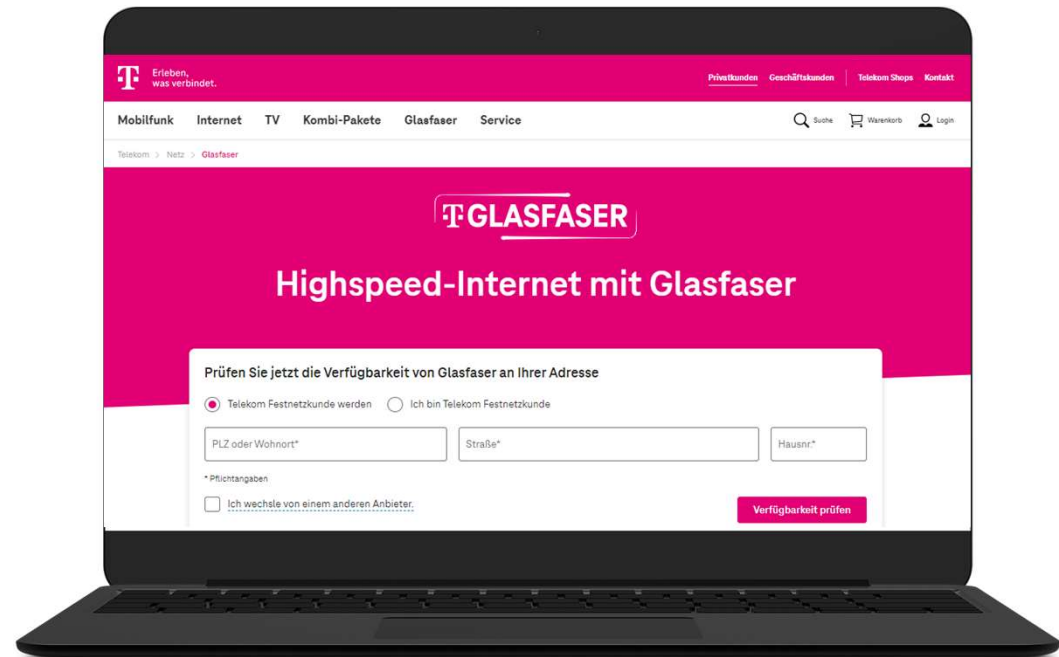 T Erleben,
was verbindet.
Privatkunden Geschäftskunden Telekom Shops Kontakt
Mobilfunk Internet TV Kombi-Pakete Glasfaser Service
Suche Warenkorb Login
Telekom > Netz > Glasfaser
T GLASFASER
Highspeed-Internet mit Glasfaser
Prüfen Sie jetzt die Verfügbarkeit von Glasfaser an Ihrer Adresse
Telekom Festnetzkunde werden Ich bin Telekom Festnetzkunde
PLZ oder Wohnort* Straße* Hausnr.*
* Pflichtangaben
Ich wechsle von einem anderen Anbieter.
Verfügbarkeit prüfen